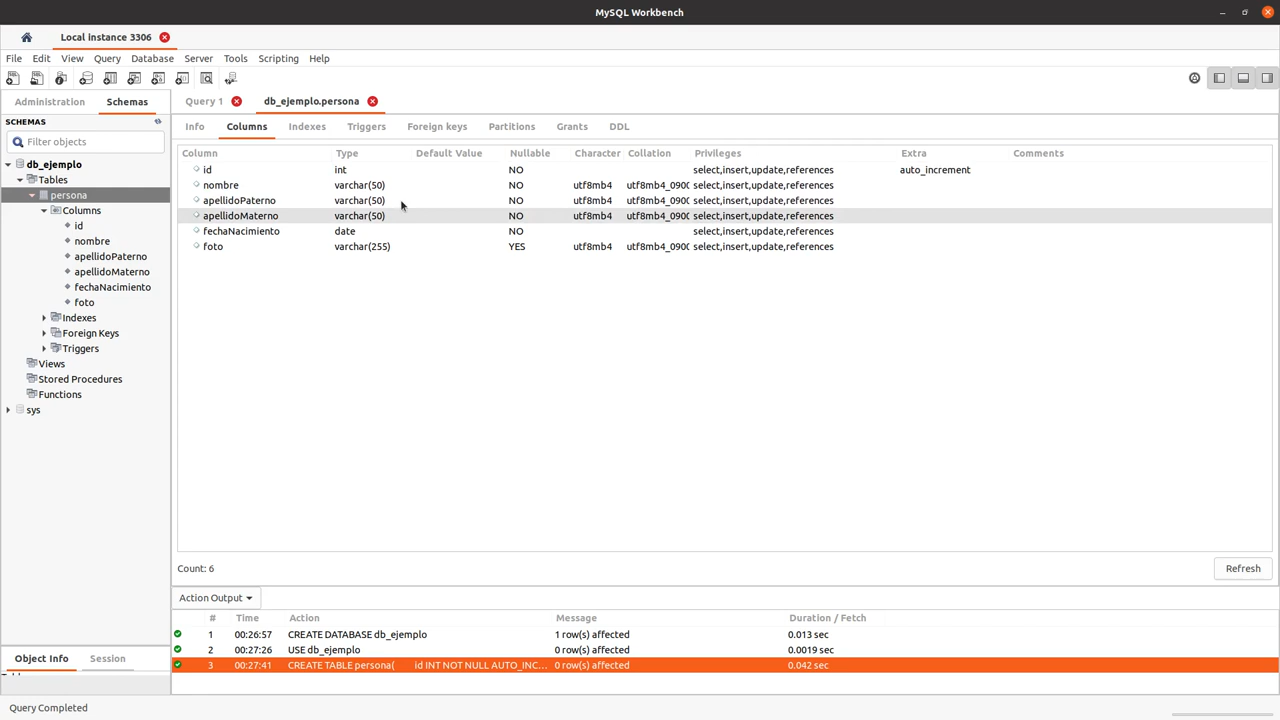 MySQL Workbench
Local instance 3306
File Edit View Query Database Server Tools Scripting Help
Administration Schemas Query 1 db_ejemplo.persona
SCHEMAS Info Columns Indexes Triggers Foreign keys Partitions Grants DDL
Filter objects
Column Type Default Value Nullable Character Collation Privileges Extra Comments
db_ejemplo
id int NO select,insert,update,references auto_increment
Tables
nombre varchar(50) NO utf8mb4 utf8mb4_0900 select,insert,update,references
persona
apellidoPaterno varchar(50) NO utf8mb4 utf8mb4_0900 select,insert,update,references
Columns
apellidoMaterno varchar(50) NO utf8mb4 utf8mb4_0900 select,insert,update,references
id
fechaNacimiento date NO select,insert,update,references
nombre
foto varchar(255) YES utf8mb4 utf8mb4_0900 select,insert,update,references
apellidoPaterno
apellidoMaterno
fechaNacimiento
foto
Indexes
Foreign Keys
Triggers
Views
Stored Procedures
Functions
sys
Count: 6 Refresh
Action Output
# Time Action Message Duration / Fetch
1 00:26:57 CREATE DATABASE db_ejemplo 1 row(s) affected 0.013 sec
2 00:27:26 USE db_ejemplo 0 row(s) affected 0.0019 sec
3 00:27:41 CREATE TABLE persona( id INT NOT NULL AUTO_INC... 0 row(s) affected 0.042 sec
Object Info Session
Query Completed